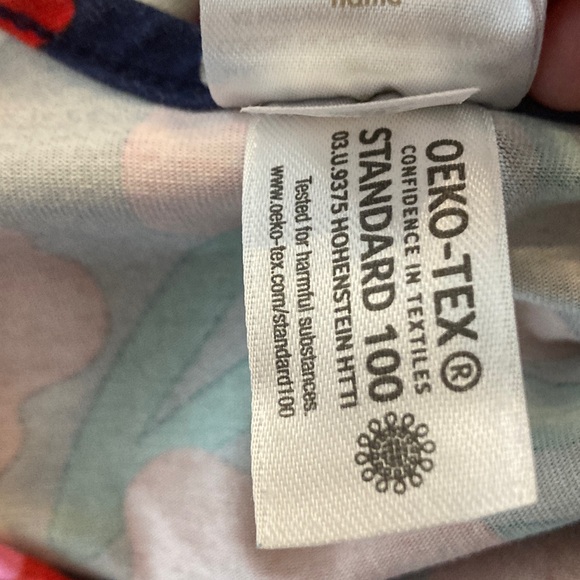 OEKO-TEX®
CONFIDENCE IN TEXTILES
STANDARD 100
03.U.9375 HOHENSTEIN HTTI
Tested for harmful substances.
www.oeko-tex.com/standard100